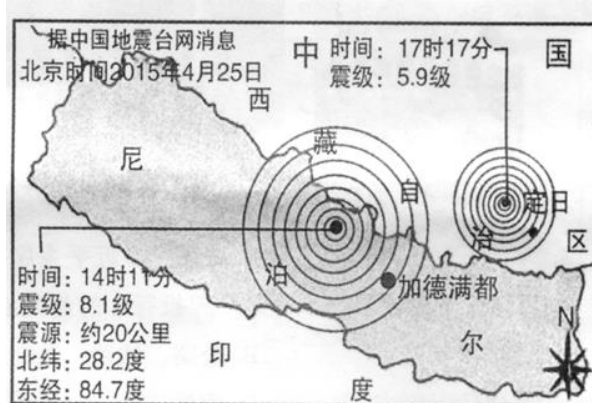 据中国地震台网消息
北京时间2015年4月25日
中 国
时间：17时17分
震级：5.9级
西 藏 自 治 区
定日
尼 泊 尔
加德满都
时间：14时11分
震级：8.1级
震源：约20公里
北纬：28.2度
东经：84.7度
印 度
N